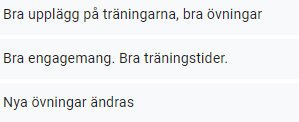 Bra upplägg på träningarna, bra övningar
Bra engagemang. Bra träningstider.
Nya övningar ändras